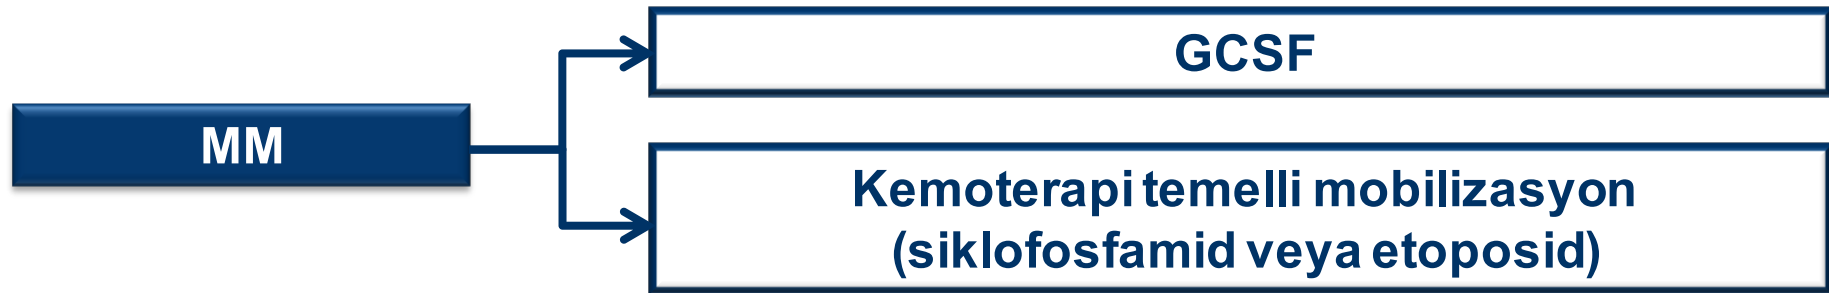 GCSF
MM
Kemoterapi temelli mobilizasyon
(siklofosfamid veya etoposid)